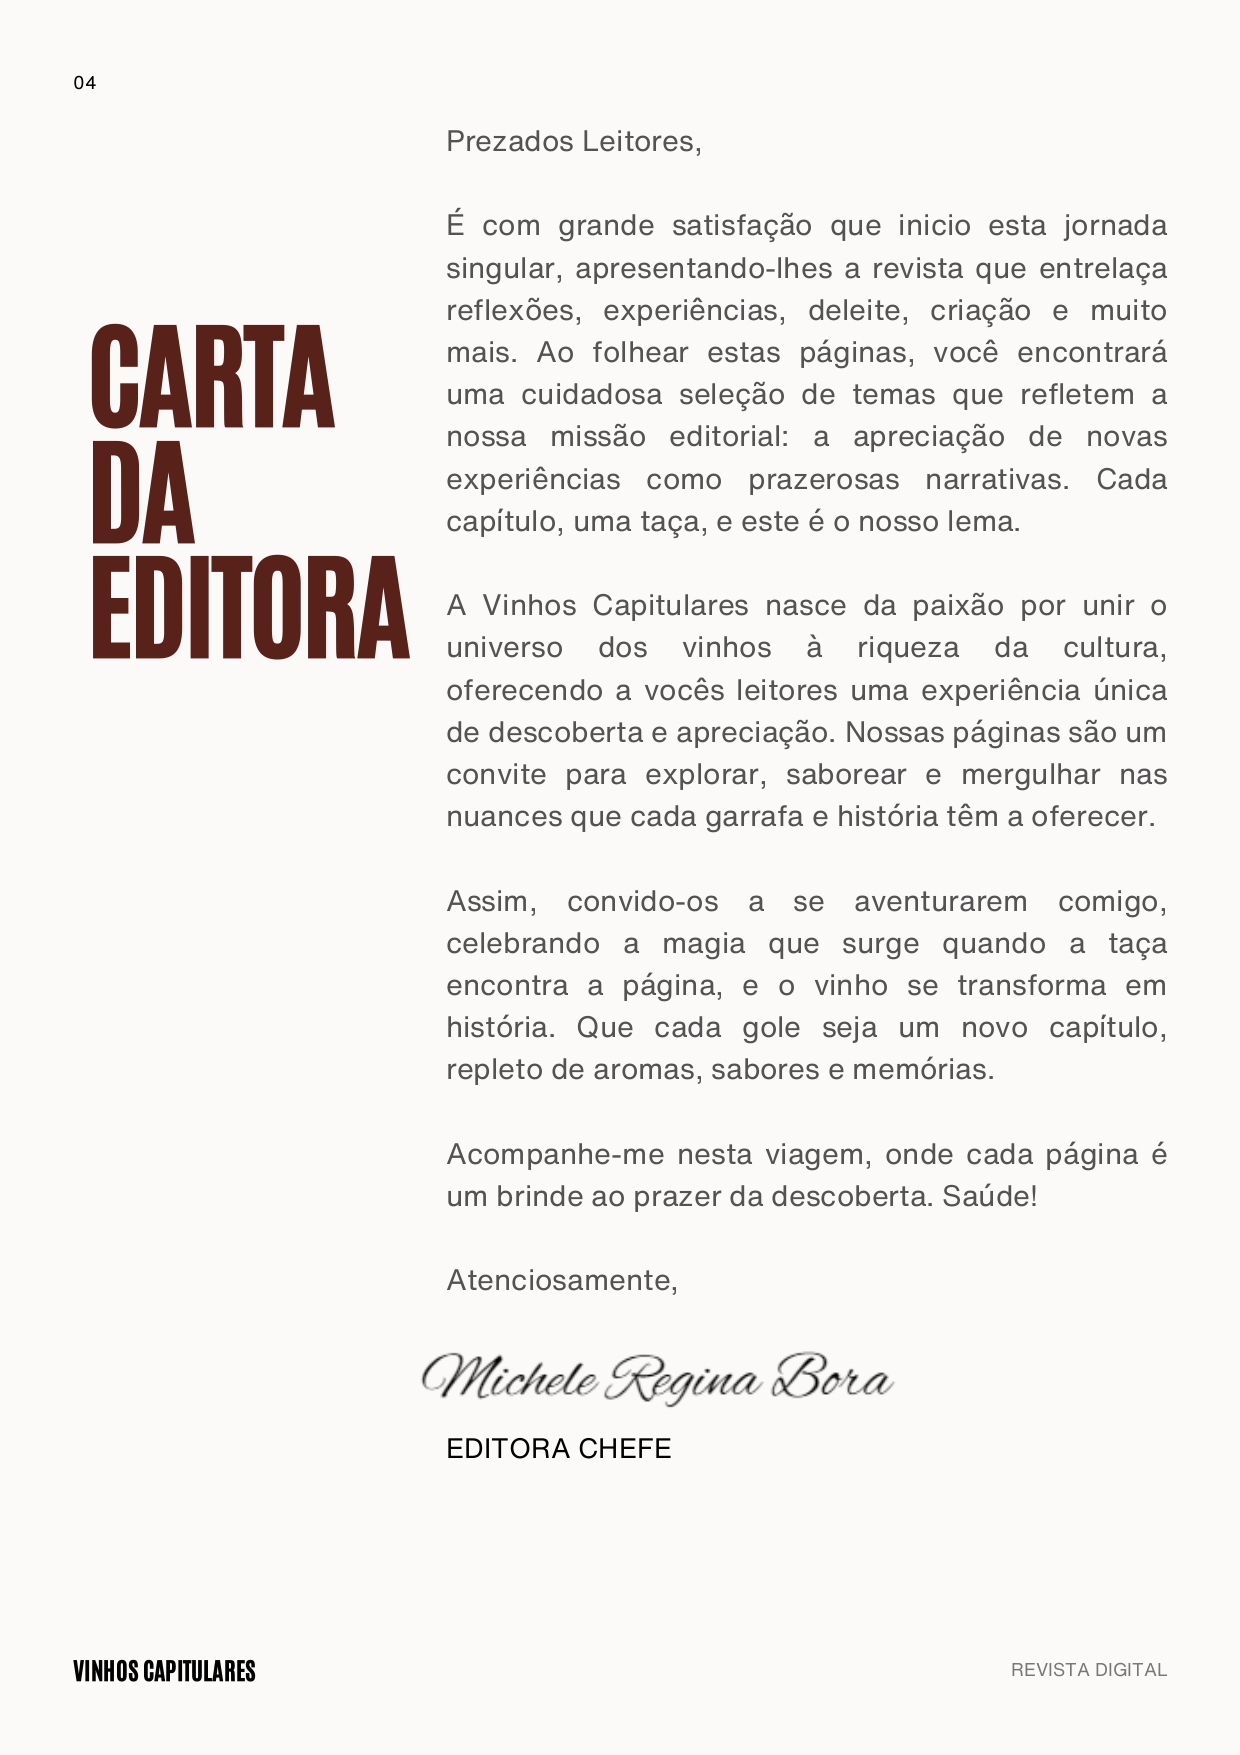 04
CARTA
DA
EDITORA
Prezados Leitores,
É com grande satisfação que inicio esta jornada
singular, apresentando-lhes a revista que entrelaça
reflexões, experiências, deleite, criação e muito
mais. Ao folhear estas páginas, você encontrará
uma cuidadosa seleção de temas que refletem a
nossa missão editorial: a apreciação de novas
experiências como prazerosas narrativas. Cada
capítulo, uma taça, e este é o nosso lema.
A Vinhos Capitulares nasce da paixão por unir o
universo dos vinhos à riqueza da cultura,
oferecendo a vocês leitores uma experiência única
de descoberta e apreciação. Nossas páginas são um
convite para explorar, saborear e mergulhar nas
nuances que cada garrafa e história têm a oferecer.
Assim, convido-os a se aventurarem comigo,
celebrando a magia que surge quando a taça
encontra a página, e o vinho se transforma em
história. Que cada gole seja um novo capítulo,
repleto de aromas, sabores e memórias.
Acompanhe-me nesta viagem, onde cada página é
um brinde ao prazer da descoberta. Saúde!
Atenciosamente,
Michele Regina Bora
EDITORA CHEFE
VINHOS CAPITULARES
REVISTA DIGITAL